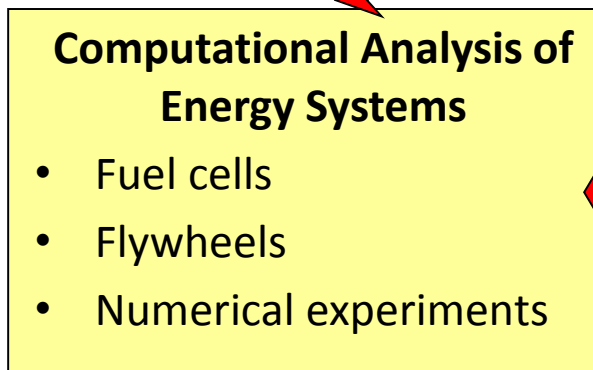 Computational Analysis of
Energy Systems
• Fuel cells
• Flywheels
• Numerical experiments